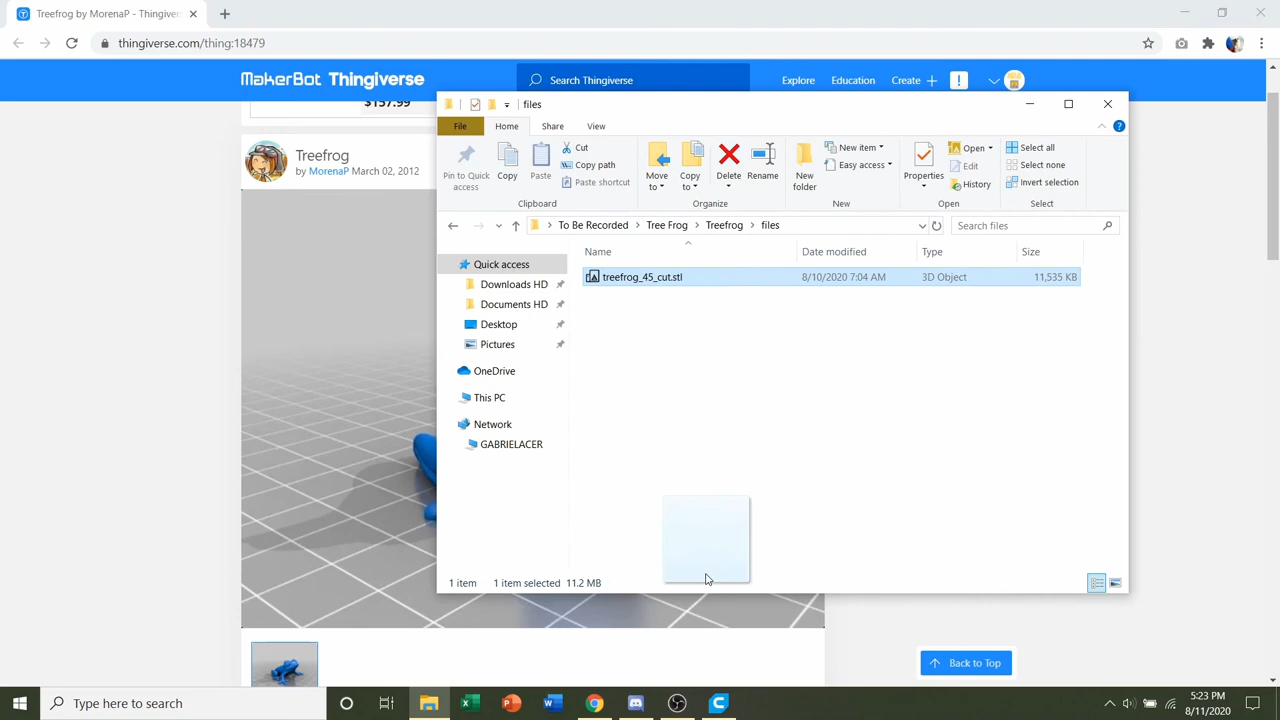 Treefrog by MorenaP - Thingiver
thingiverse.com/thing:18479
MakerBot Thingiverse
Search Thingiverse
Explore
Education
Create
$157.99
Treefrog
by MorenaP March 02, 2012
files
File
Home
Share
View
Pin to Quick access
Copy
Paste
Cut
Copy path
Paste shortcut
Clipboard
Move to
Copy to
Delete
Rename
Organize
New folder
New item
Easy access
New
Properties
Open
Edit
History
Open
Select all
Select none
Invert selection
Select
To Be Recorded > Tree Frog > Treefrog > files
Search files
Name
Date modified
Type
Size
treefrog_45_cut.stl
8/10/2020 7:04 AM
3D Object
11,535 KB
Quick access
Downloads HD
Documents HD
Desktop
Pictures
OneDrive
This PC
Network
GABRIELACER
1 item
1 item selected 11.2 MB
Back to Top
Type here to search
5:23 PM
8/11/2020